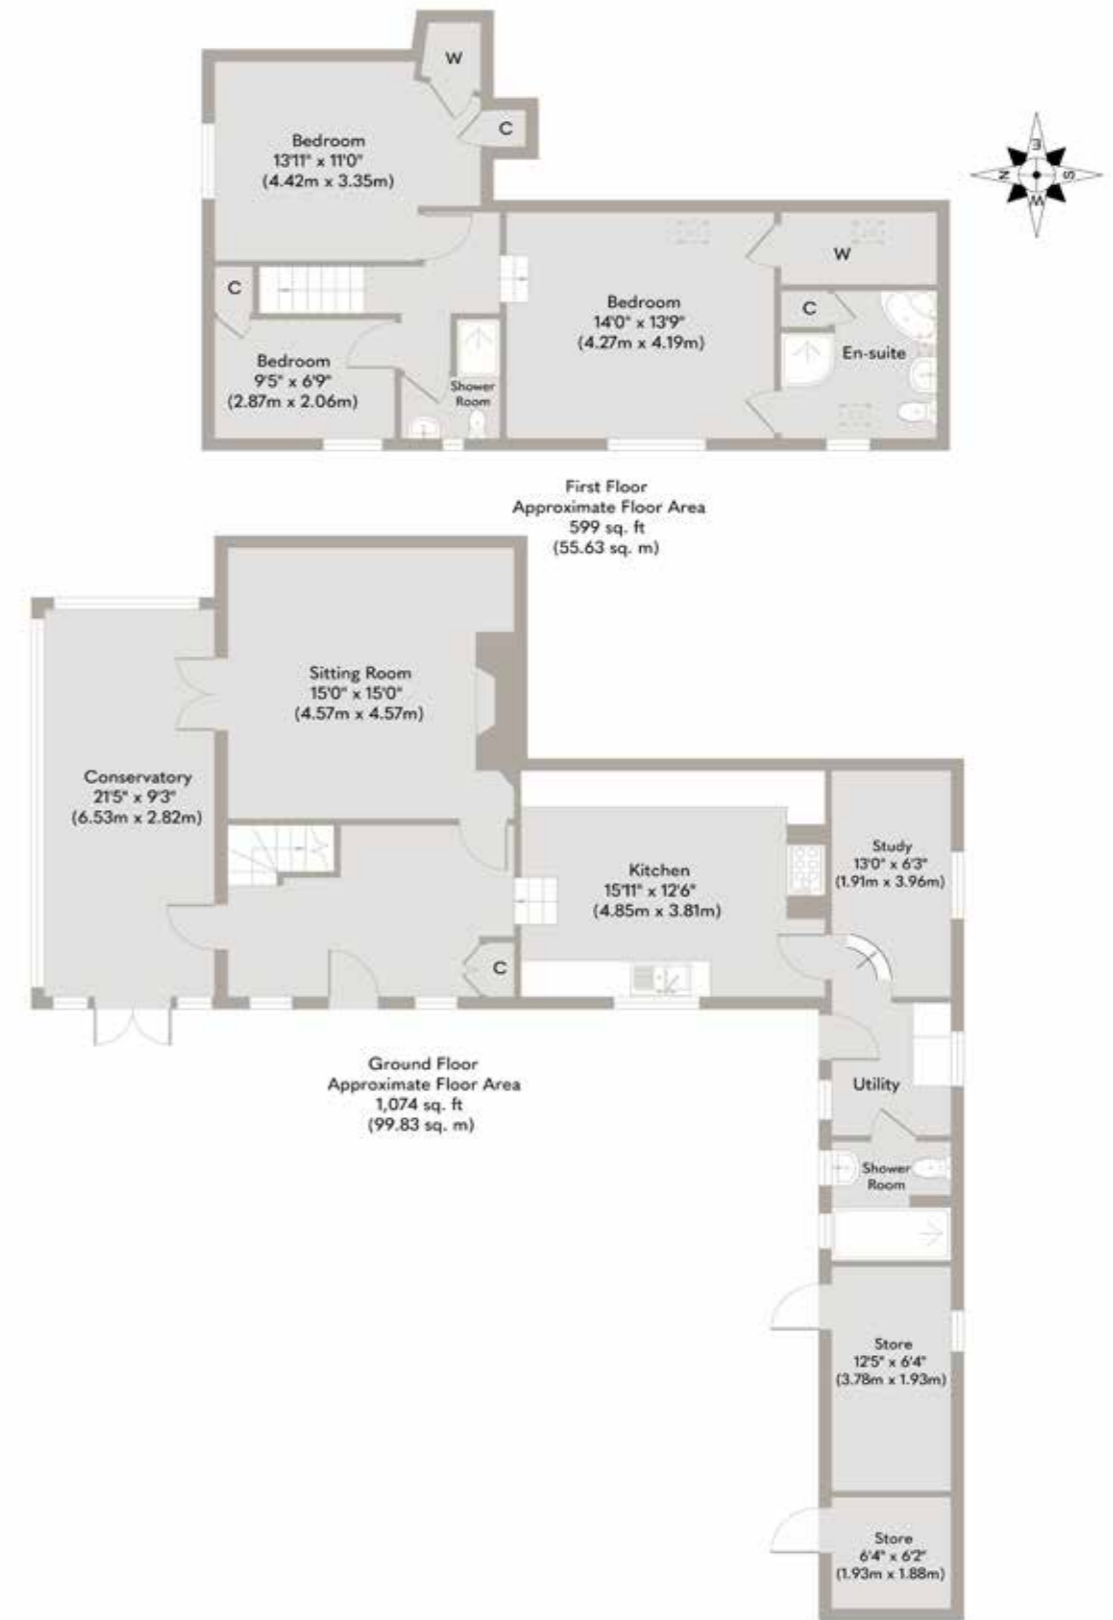 W
C
Bedroom
13'11" x 11'0"
(4.42m x 3.35m)
E
N
S
W
C
Bedroom
9'5" x 6'9"
(2.87m x 2.06m)
Shower
Room
Bedroom
14'0" x 13'9"
(4.27m x 4.19m)
W
C
En-suite
First Floor
Approximate Floor Area
599 sq. ft
(55.63 sq. m)
Sitting Room
15'0" x 15'0"
(4.57m x 4.57m)
Conservatory
21'5" x 9'3"
(6.53m x 2.82m)
Kitchen
15'11" x 12'6"
(4.85m x 3.81m)
Study
13'0" x 6'3"
(1.91m x 3.96m)
C
Ground Floor
Approximate Floor Area
1,074 sq. ft
(99.83 sq. m)
Utility
Shower
Room
Store
12'5" x 6'4"
(3.78m x 1.93m)
Store
6'4" x 6'2"
(1.93m x 1.88m)